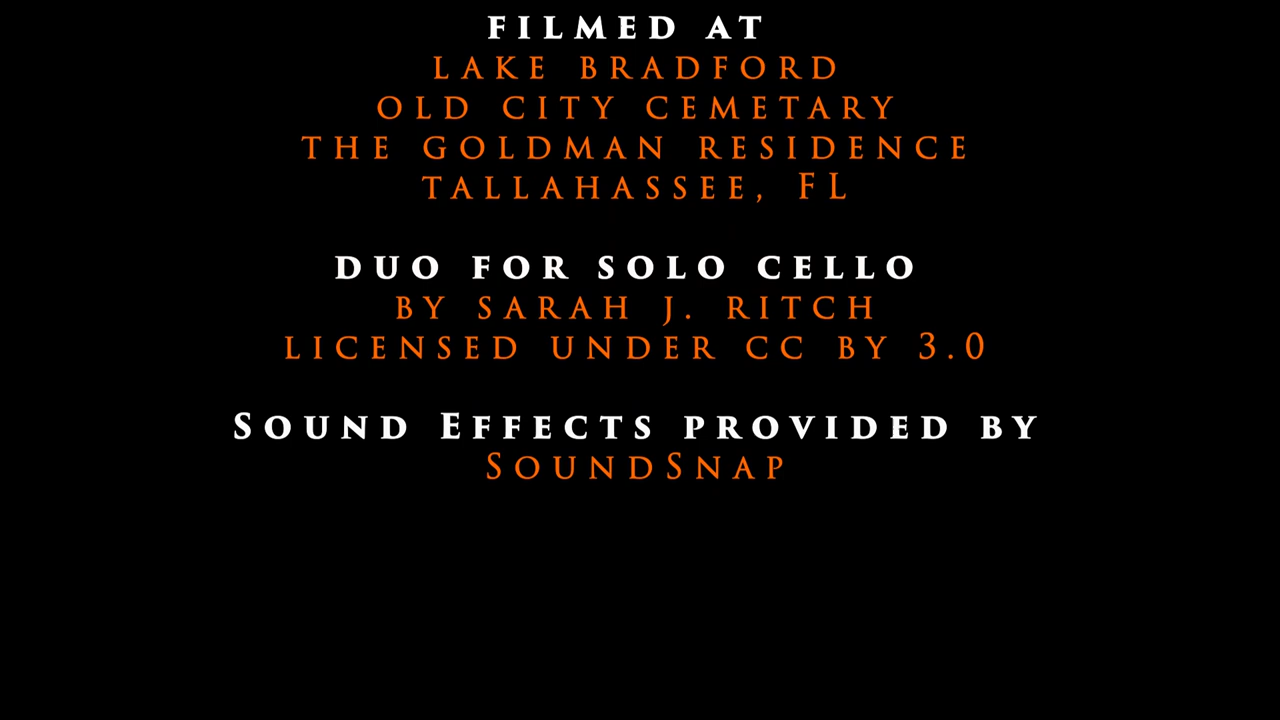 FILMED AT
LAKE BRADFORD
OLD CITY CEMETARY
THE GOLDMAN RESIDENCE
TALLAHASSEE, FL
DUO FOR SOLO CELLO
BY SARAH J. RITCH
LICENSED UNDER CC BY 3.0
SOUND EFFECTS PROVIDED BY
SOUNDSNAP